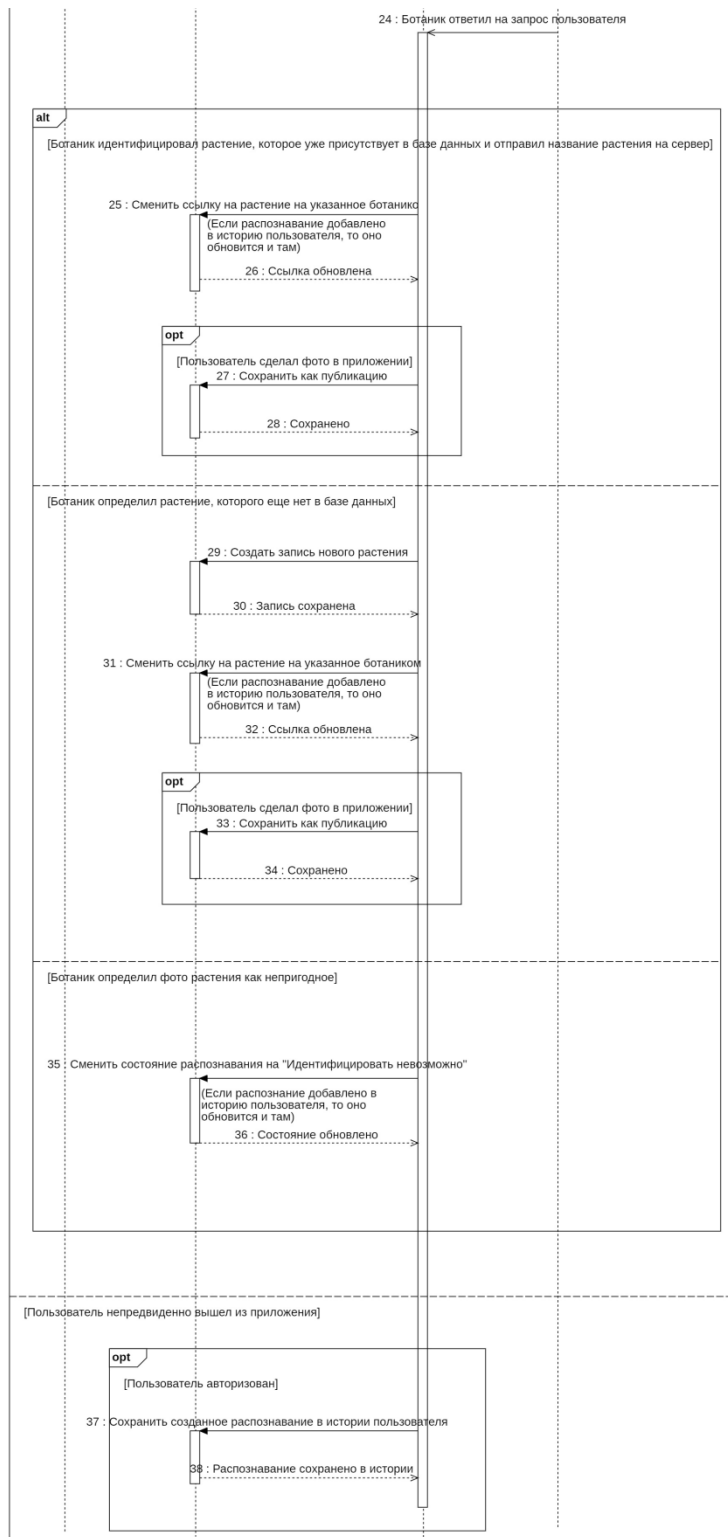 24 : Ботаник ответил на запрос пользователя
alt
[Ботаник идентифицировал растение, которое уже присутствует в базе данных и отправил название растения на сервер]
25 : Сменить ссылку на растение на указанное ботанико
(Если распознавание добавлено
в историю пользователя, то оно
обновится и там)
26 : Ссылка обновлена
opt
[Пользователь сделал фото в приложении]
27 : Сохранить как публикацию
28 : Сохранено
[Ботаник определил растение, которого еще нет в базе данных]
29 : Создать запись нового растения
30 : Запись сохранена
31 : Сменить ссылку на растение на указанное ботаником
(Если распознавание добавлено
в историю пользователя, то оно
обновится и там)
32 : Ссылка обновлена
opt
[Пользователь сделал фото в приложении]
33 : Сохранить как публикацию
34 : Сохранено
[Ботаник определил фото растения как непригодное]
35 : Сменить состояние распознавания на "Идентифицировать невозможно"
(Если распознание добавлено в
историю пользователя, то оно
обновится и там)
36 : Состояние обновлено
[Пользователь непредвиденно вышел из приложения]
opt
[Пользователь авторизован]
37 : Сохранить созданное распознавание в истории пользователя
38 : Распознавание сохранено в истории